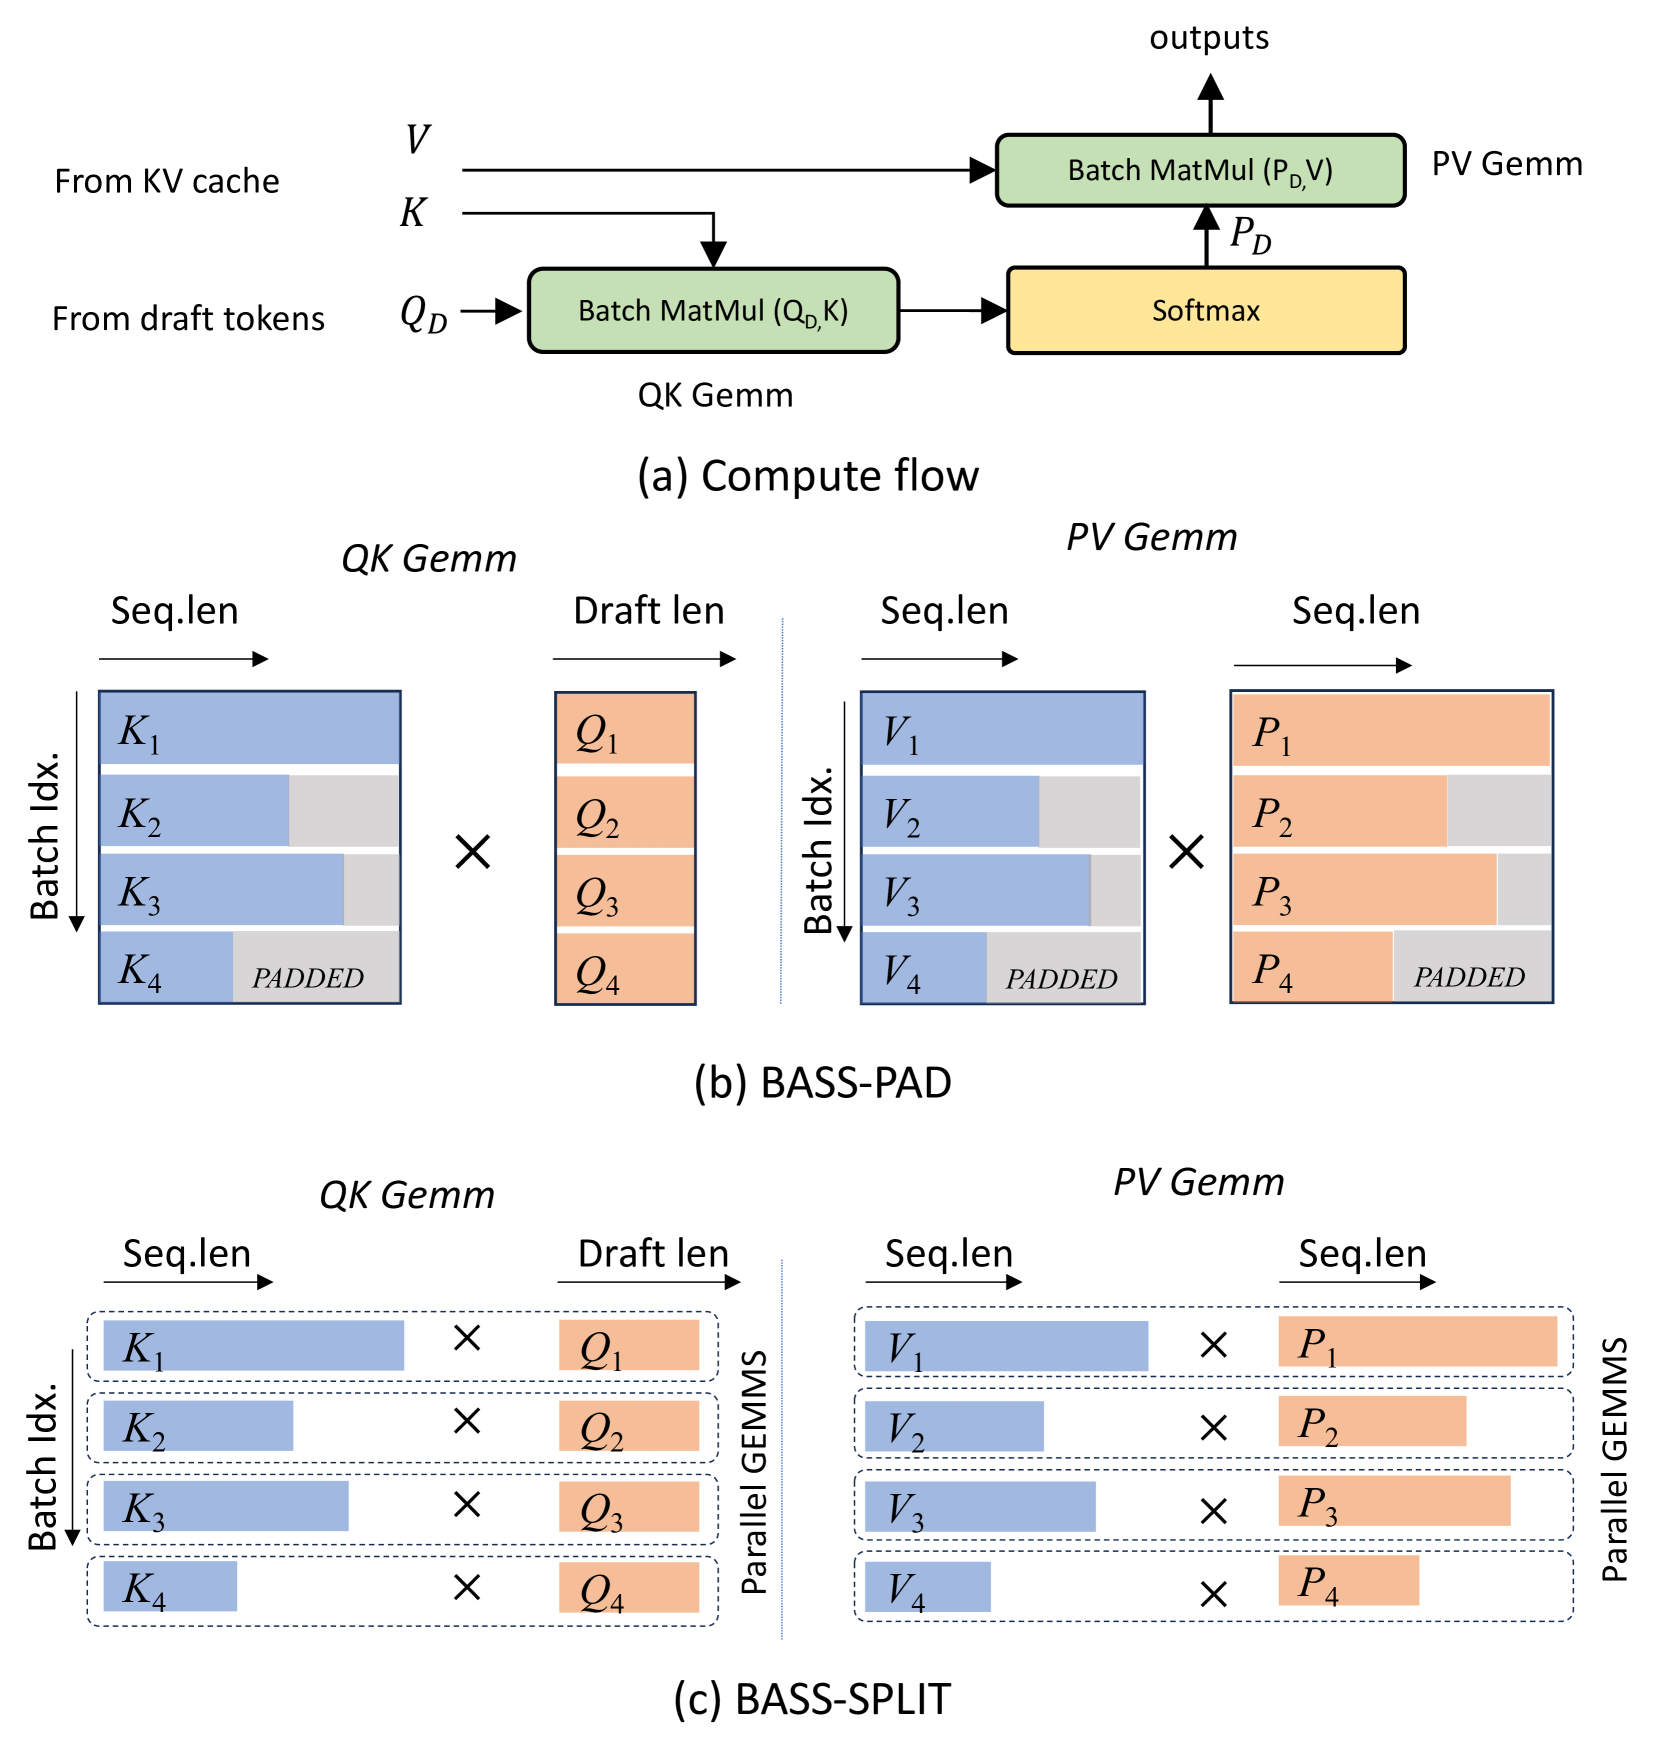 outputs
V
From KV cache
Batch MatMul (P_D,V)
PV Gemm
K
P_D
From draft tokens
Q_D
Batch MatMul (Q_D,K)
Softmax
QK Gemm
(a) Compute flow
QK Gemm
PV Gemm
Seq.len
Draft len
Seq.len
Seq.len
Batch Idx.
K_1
Q_1
Batch Idx.
V_1
P_1
K_2
×
Q_2
V_2
×
P_2
K_3
Q_3
V_3
P_3
K_4
PADDED
Q_4
V_4
PADDED
P_4
PADDED
(b) BASS-PAD
QK Gemm
PV Gemm
Seq.len
Draft len
Seq.len
Seq.len
Batch Idx.
K_1 × Q_1
V_1 × P_1
K_2 × Q_2
V_2 × P_2
K_3 × Q_3
V_3 × P_3
K_4 × Q_4
V_4 × P_4
Parallel GEMMS
Parallel GEMMS
(c) BASS-SPLIT